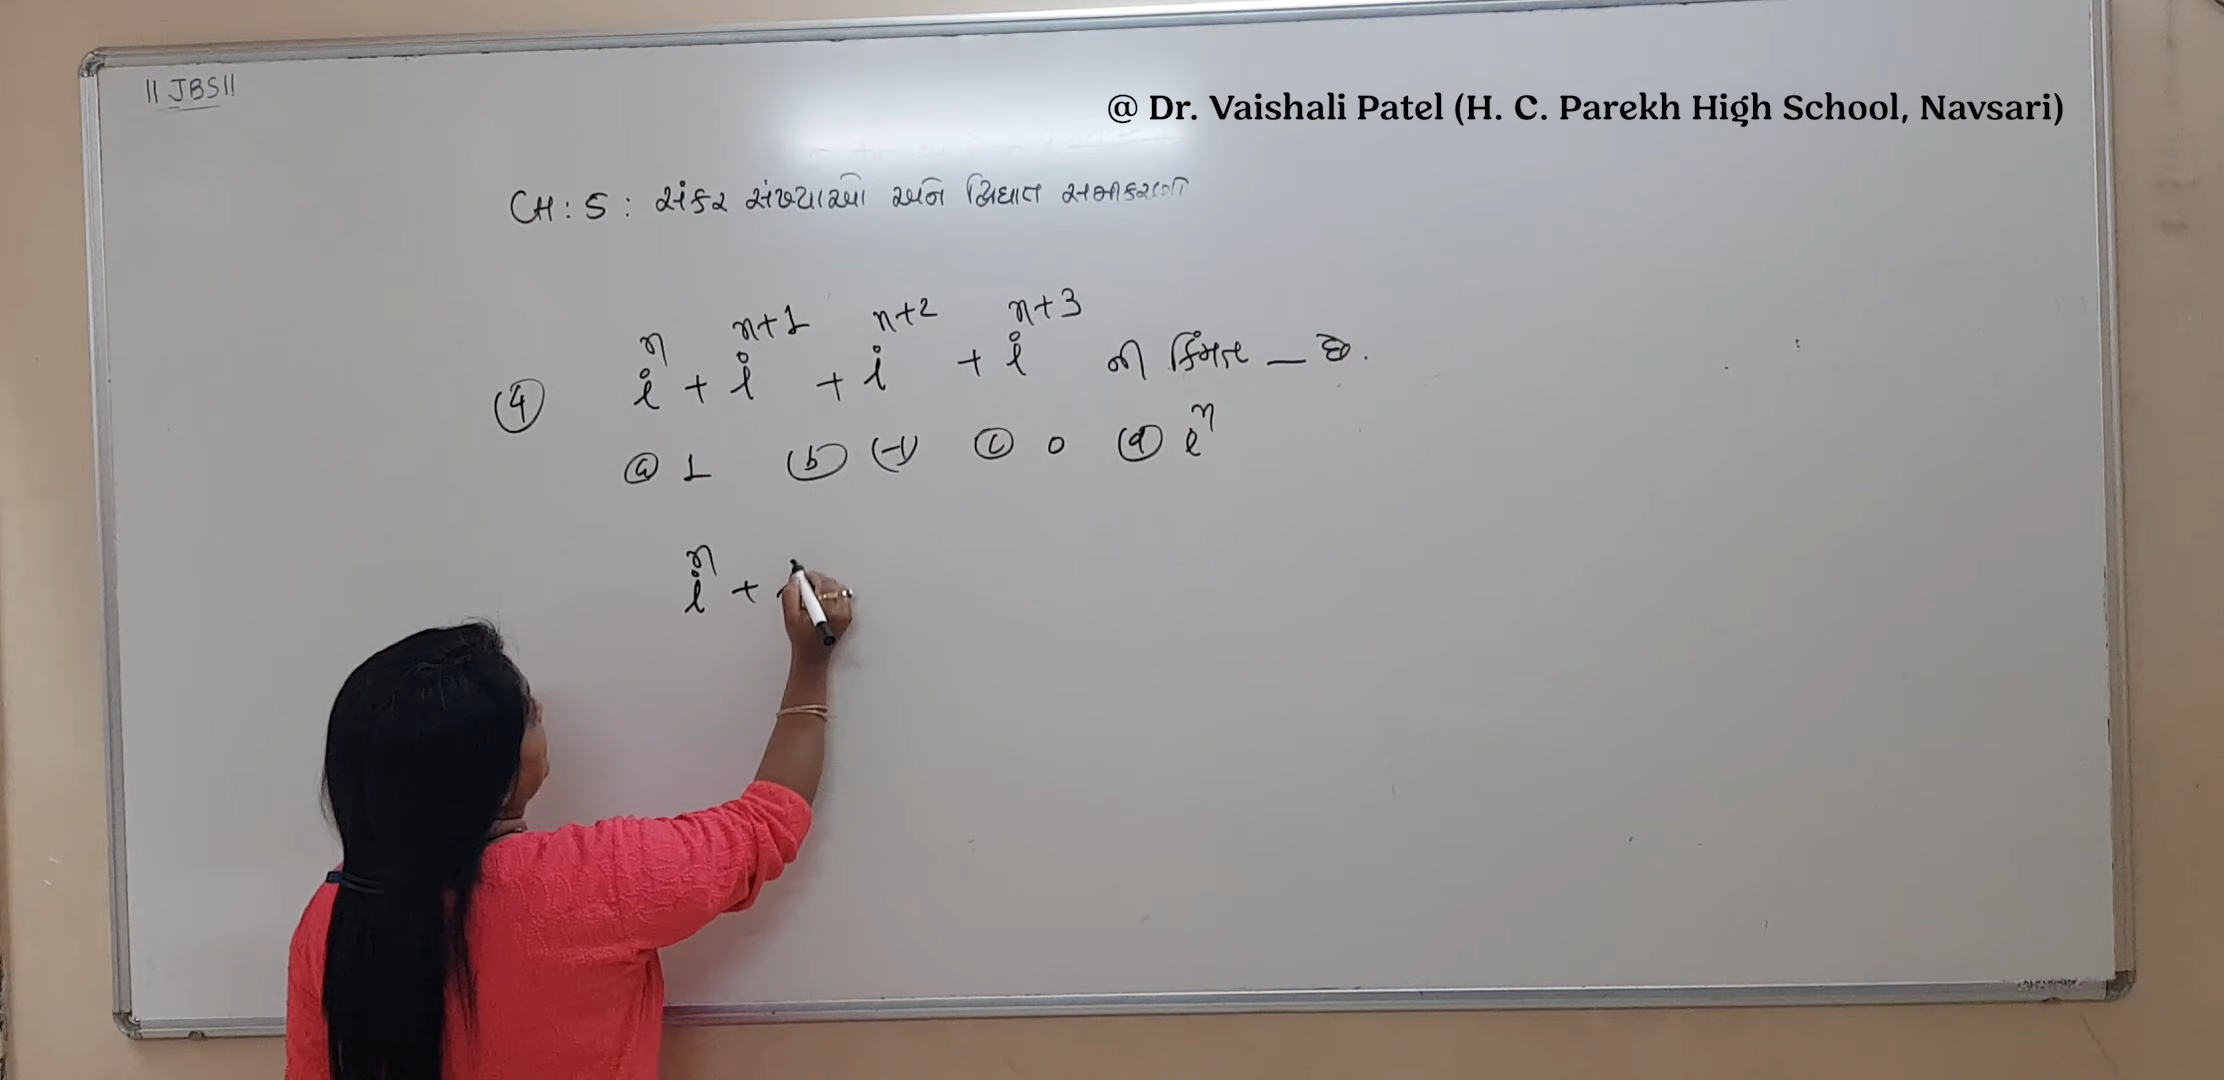 || JBS ||
@ Dr. Vaishali Patel (H. C. Parekh High School, Navsari)
CH : 5 : સંકર સંખ્યાઓ અને દ્વિઘાત સમીકરણો
(4) iⁿ + iⁿ⁺¹ + iⁿ⁺² + iⁿ⁺³ ની કિંમત _ છે.
(a) 1 (b) (-1) (c) 0 (d) iⁿ
iⁿ +